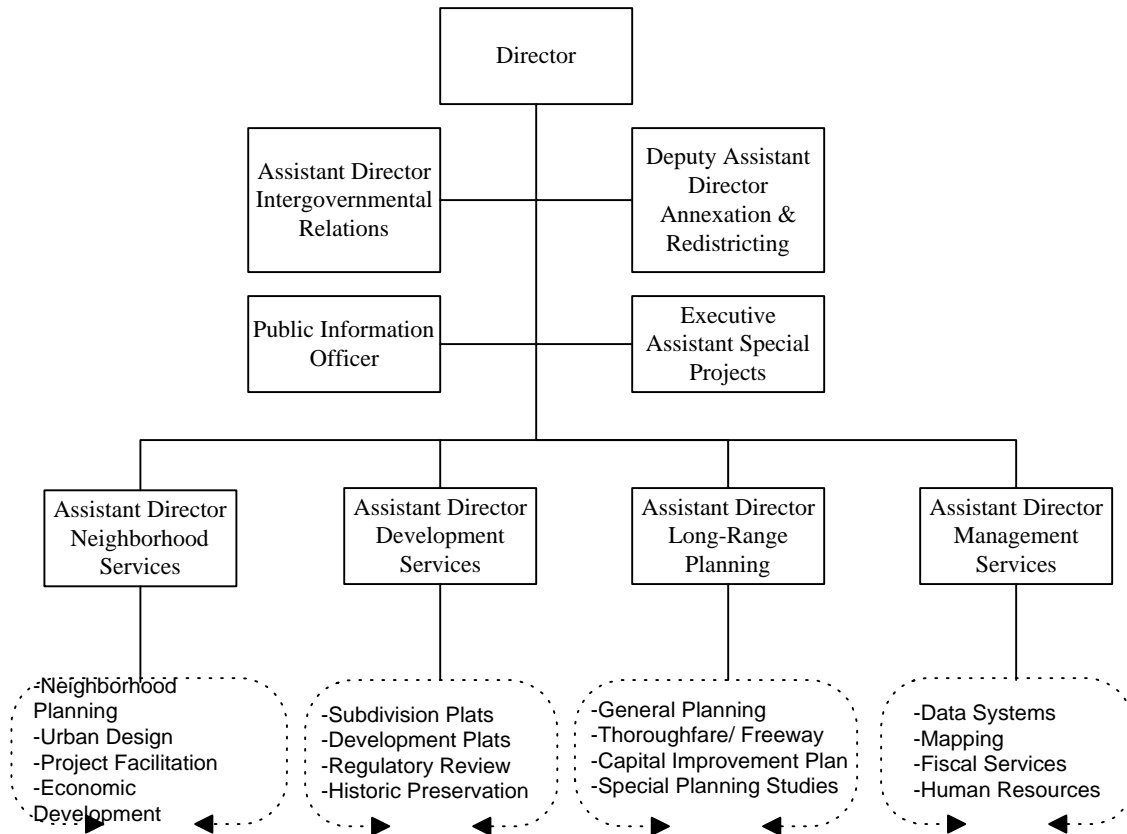 Director
Assistant Director
Intergovernmental
Relations
Deputy Assistant
Director
Annexation &
Redistricting
Public Information
Officer
Executive
Assistant Special
Projects
Assistant Director
Neighborhood
Services
Assistant Director
Development
Services
Assistant Director
Long-Range
Planning
Assistant Director
Management
Services
-Neighborhood
Planning
-Urban Design
-Project Facilitation
-Economic
Development
-Subdivision Plats
-Development Plats
-Regulatory Review
-Historic Preservation
-General Planning
-Thoroughfare/ Freeway
-Capital Improvement Plan
-Special Planning Studies
-Data Systems
-Mapping
-Fiscal Services
-Human Resources